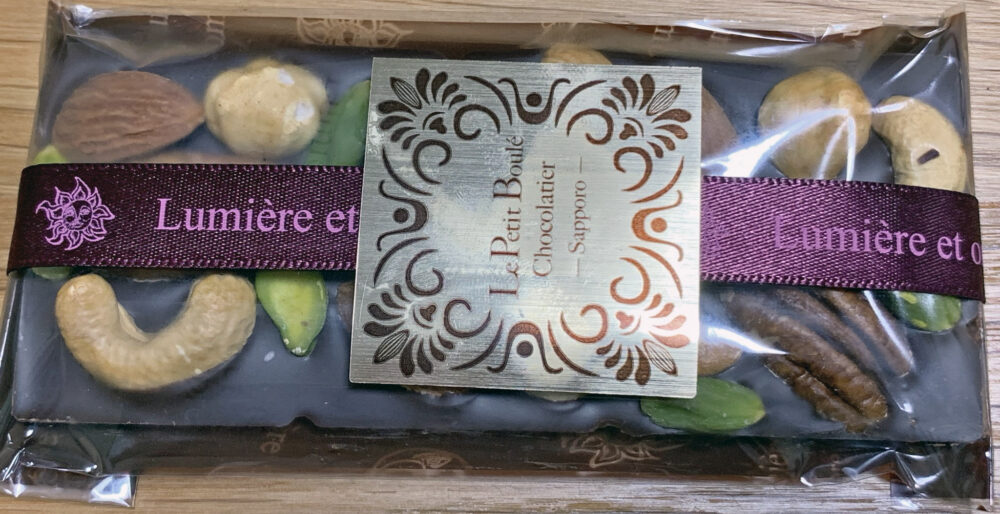 Lumière et
Le Petit Boulé
Chocolatier
— Sapporo —
Lumière et o